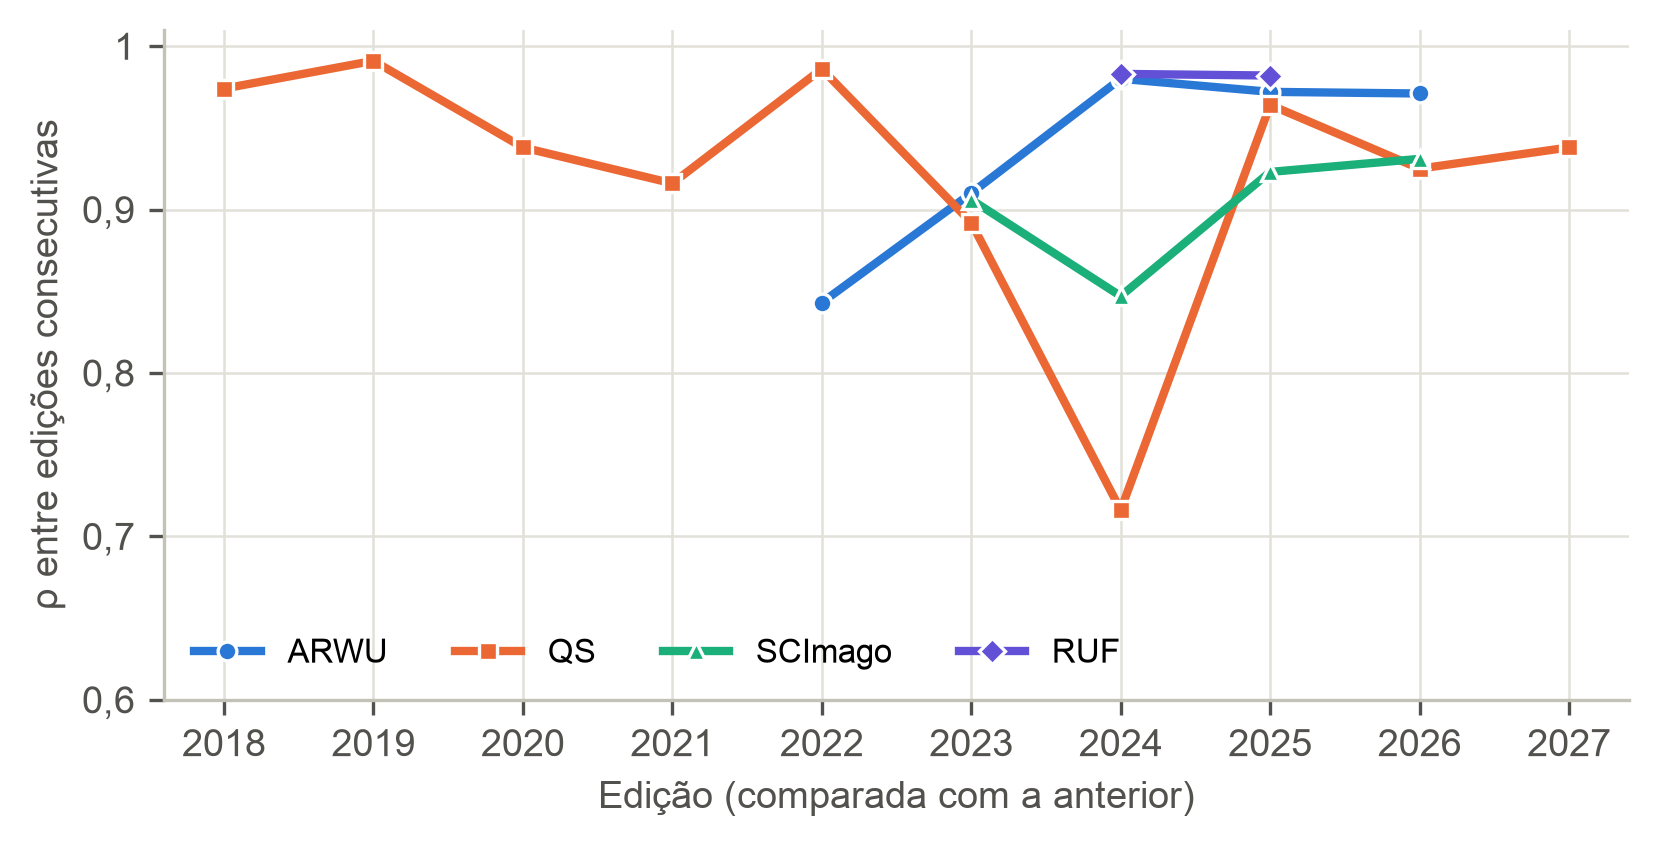 ρ entre edições consecutivas
1
0,9
0,8
0,7
0,6
ARWU QS SCImago RUF
2018 2019 2020 2021 2022 2023 2024 2025 2026 2027
Edição (comparada com a anterior)